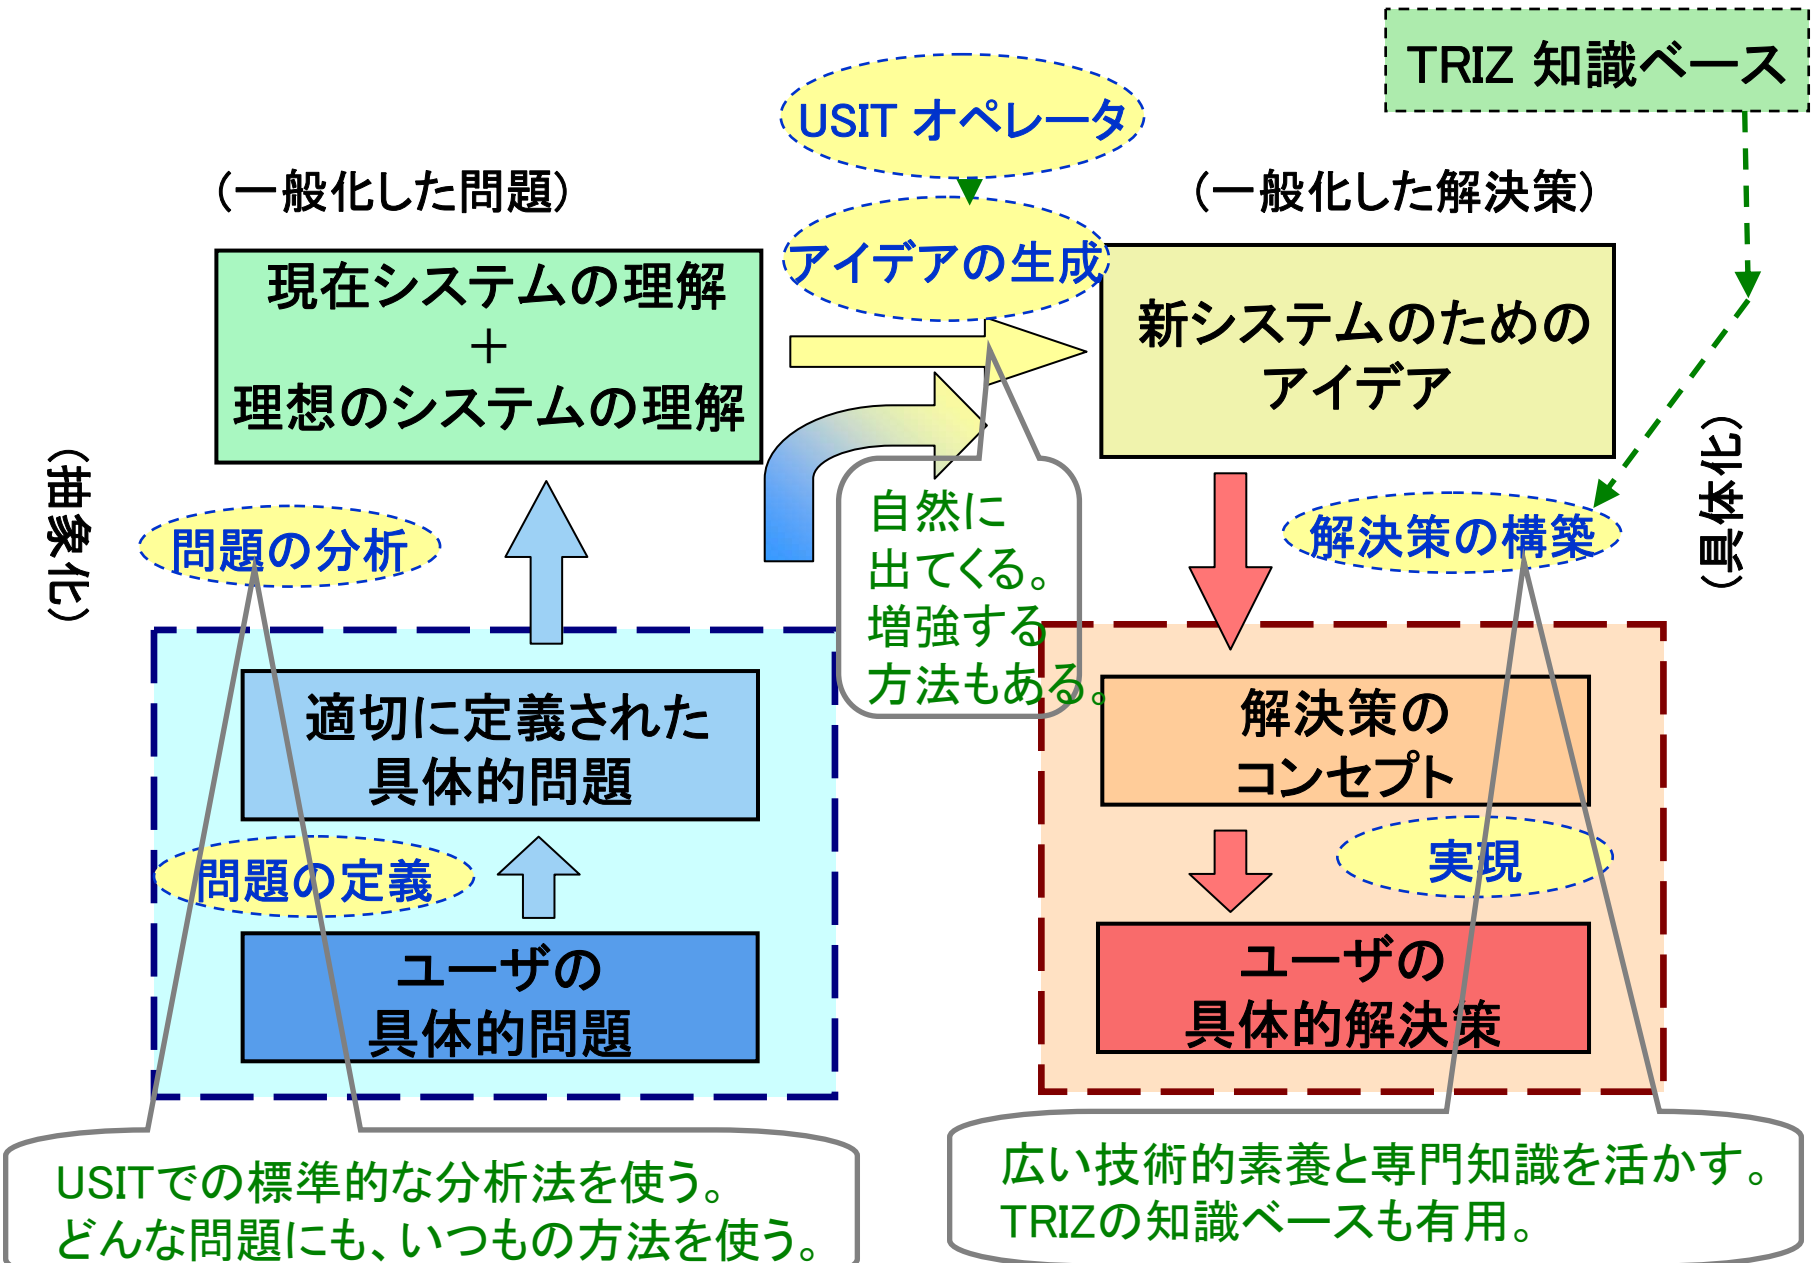 TRIZ 知識ベース
USIT オペレータ
(一般化した問題)
(一般化した解決策)
アイデアの生成
現在システムの理解
+
理想のシステムの理解
新システムのための
アイデア
(抽象化)
(具体化)
問題の分析
自然に
出てくる。
増強する
方法もある。
解決策の構築
適切に定義された
具体的問題
解決策の
コンセプト
問題の定義
実現
ユーザの
具体的問題
ユーザの
具体的解決策
USITでの標準的な分析法を使う。
どんな問題にも、いつもの方法を使う。
広い技術的素養と専門知識を活かす。
TRIZの知識ベースも有用。